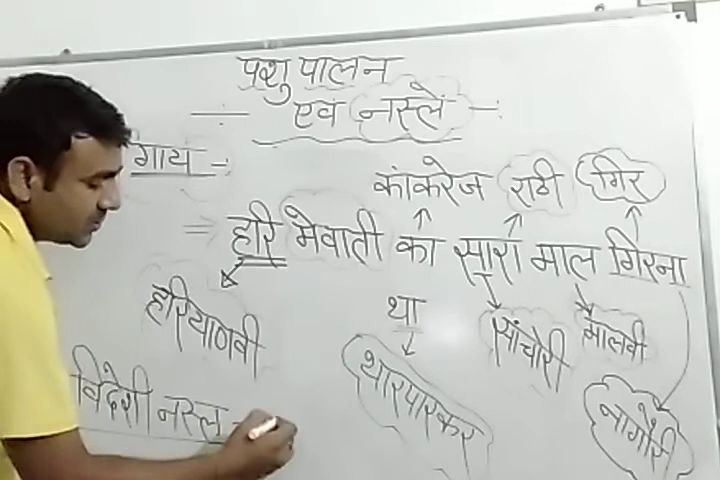 पशु पालन
एवं नस्लें -:
गाय -:
कांकरेज राठी गिर
⇒ हरि मेवाती का सारा माल गिरना
हरियाणवी
था
सांचोरी
मालवी
थारपारकर
नागौरी
विदेशी नस्ल -